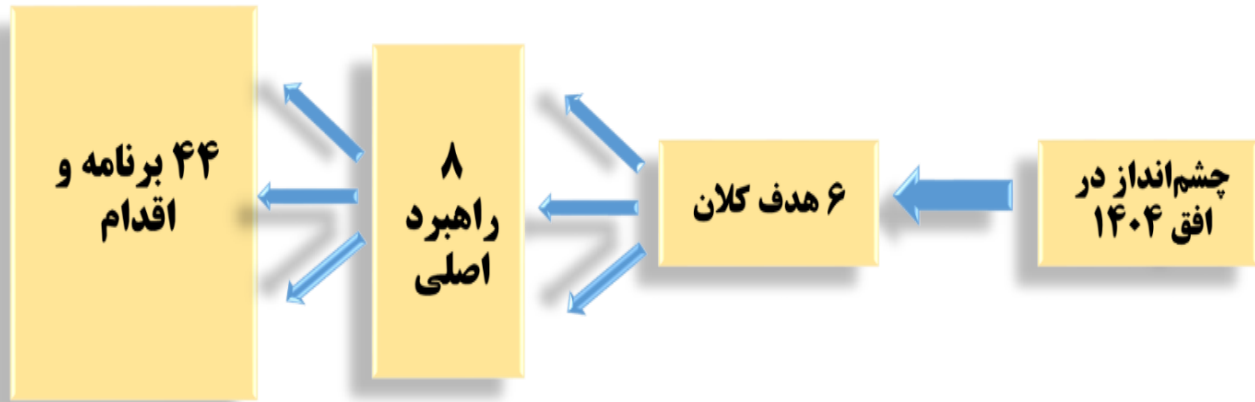 چشم‌انداز در
افق ۱۴۰۴
۶ هدف کلان
۸
راهبرد
اصلی
۴۴ برنامه و
اقدام